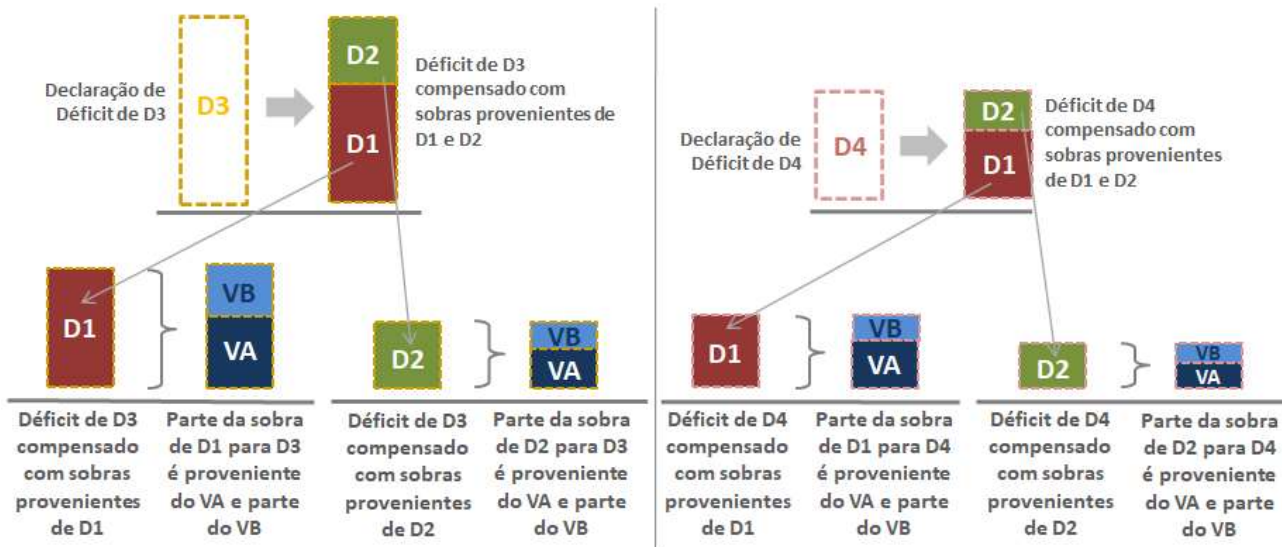 Declaração de
Déficit de D3
D3
D2
D1
Déficit de D3
compensado com
sobras provenientes de
D1 e D2
D1
VB
VA
D2
VB
VA
Déficit de D3
compensado
com sobras
provenientes
de D1
Parte da sobra
de D1 para D3
é proveniente
do VA e parte
do VB
Déficit de D3
compensado
com sobras
provenientes
de D2
Parte da sobra
de D2 para D3
é proveniente
do VA e parte
do VB
Declaração de
Déficit de D4
D4
D2
D1
Déficit de D4
compensado com
sobras provenientes
de D1 e D2
D1
VB
VA
D2
VB
VA
Déficit de D4
compensado
com sobras
provenientes
de D1
Parte da sobra
de D1 para D4
é proveniente
do VA e parte
do VB
Déficit de D4
compensado
com sobras
provenientes
de D2
Parte da sobra
de D2 para D4
é proveniente
do VA e parte
do VB